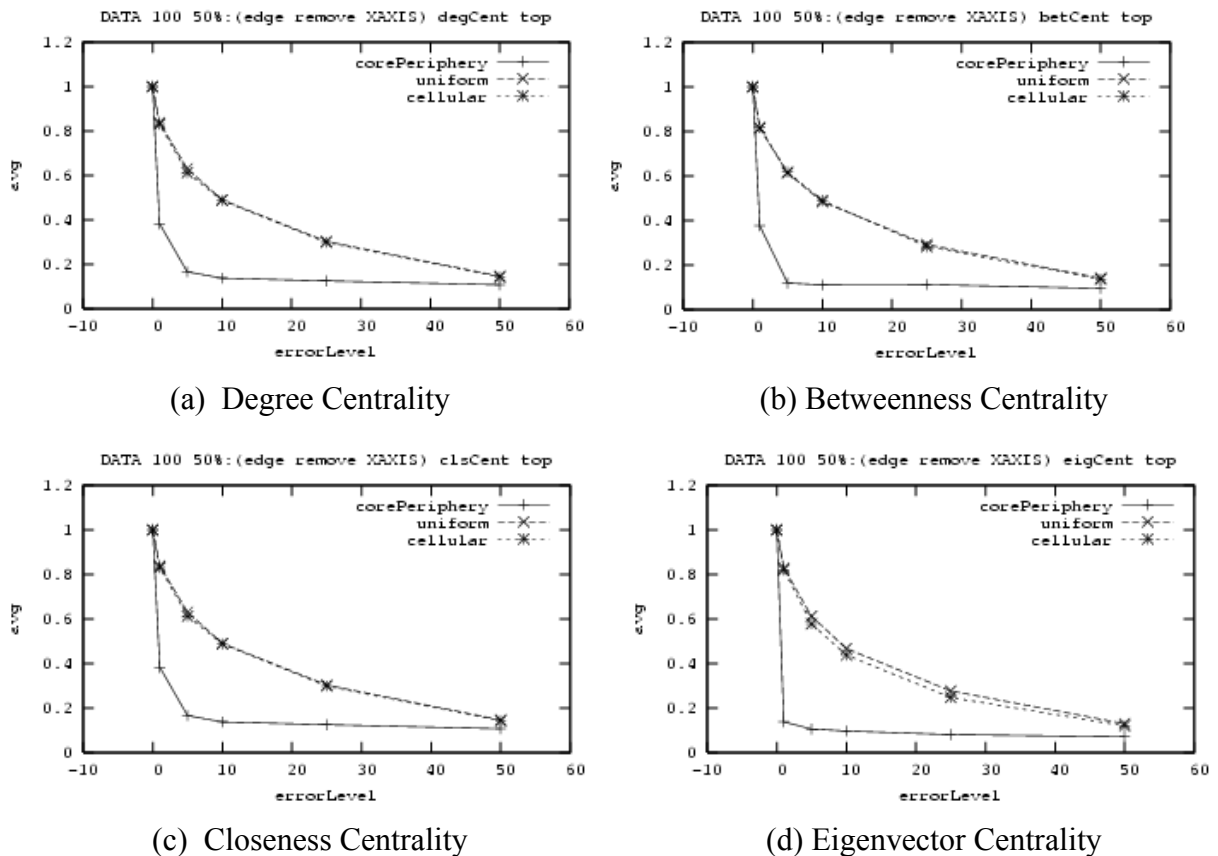 DATA 100 50%:(edge remove XAXIS) degCent top
1.2
1
0.8
0.6
0.4
0.2
0
avg
corePeriphery
uniform
cellular
-10 0 10 20 30 40 50 60
errorLevel
(a) Degree Centrality
DATA 100 50%:(edge remove XAXIS) betCent top
1.2
1
0.8
0.6
0.4
0.2
0
avg
corePeriphery
uniform
cellular
-10 0 10 20 30 40 50 60
errorLevel
(b) Betweenness Centrality
DATA 100 50%:(edge remove XAXIS) clsCent top
1.2
1
0.8
0.6
0.4
0.2
0
avg
corePeriphery
uniform
cellular
-10 0 10 20 30 40 50 60
errorLevel
(c) Closeness Centrality
DATA 100 50%:(edge remove XAXIS) eigCent top
1.2
1
0.8
0.6
0.4
0.2
0
avg
corePeriphery
uniform
cellular
-10 0 10 20 30 40 50 60
errorLevel
(d) Eigenvector Centrality